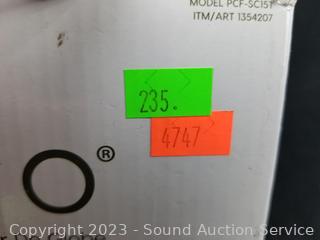 MODEL PCF-SC15T
ITM/ART 1354207
235.
4747
O®
Copyright 2023 - Sound Auction Service